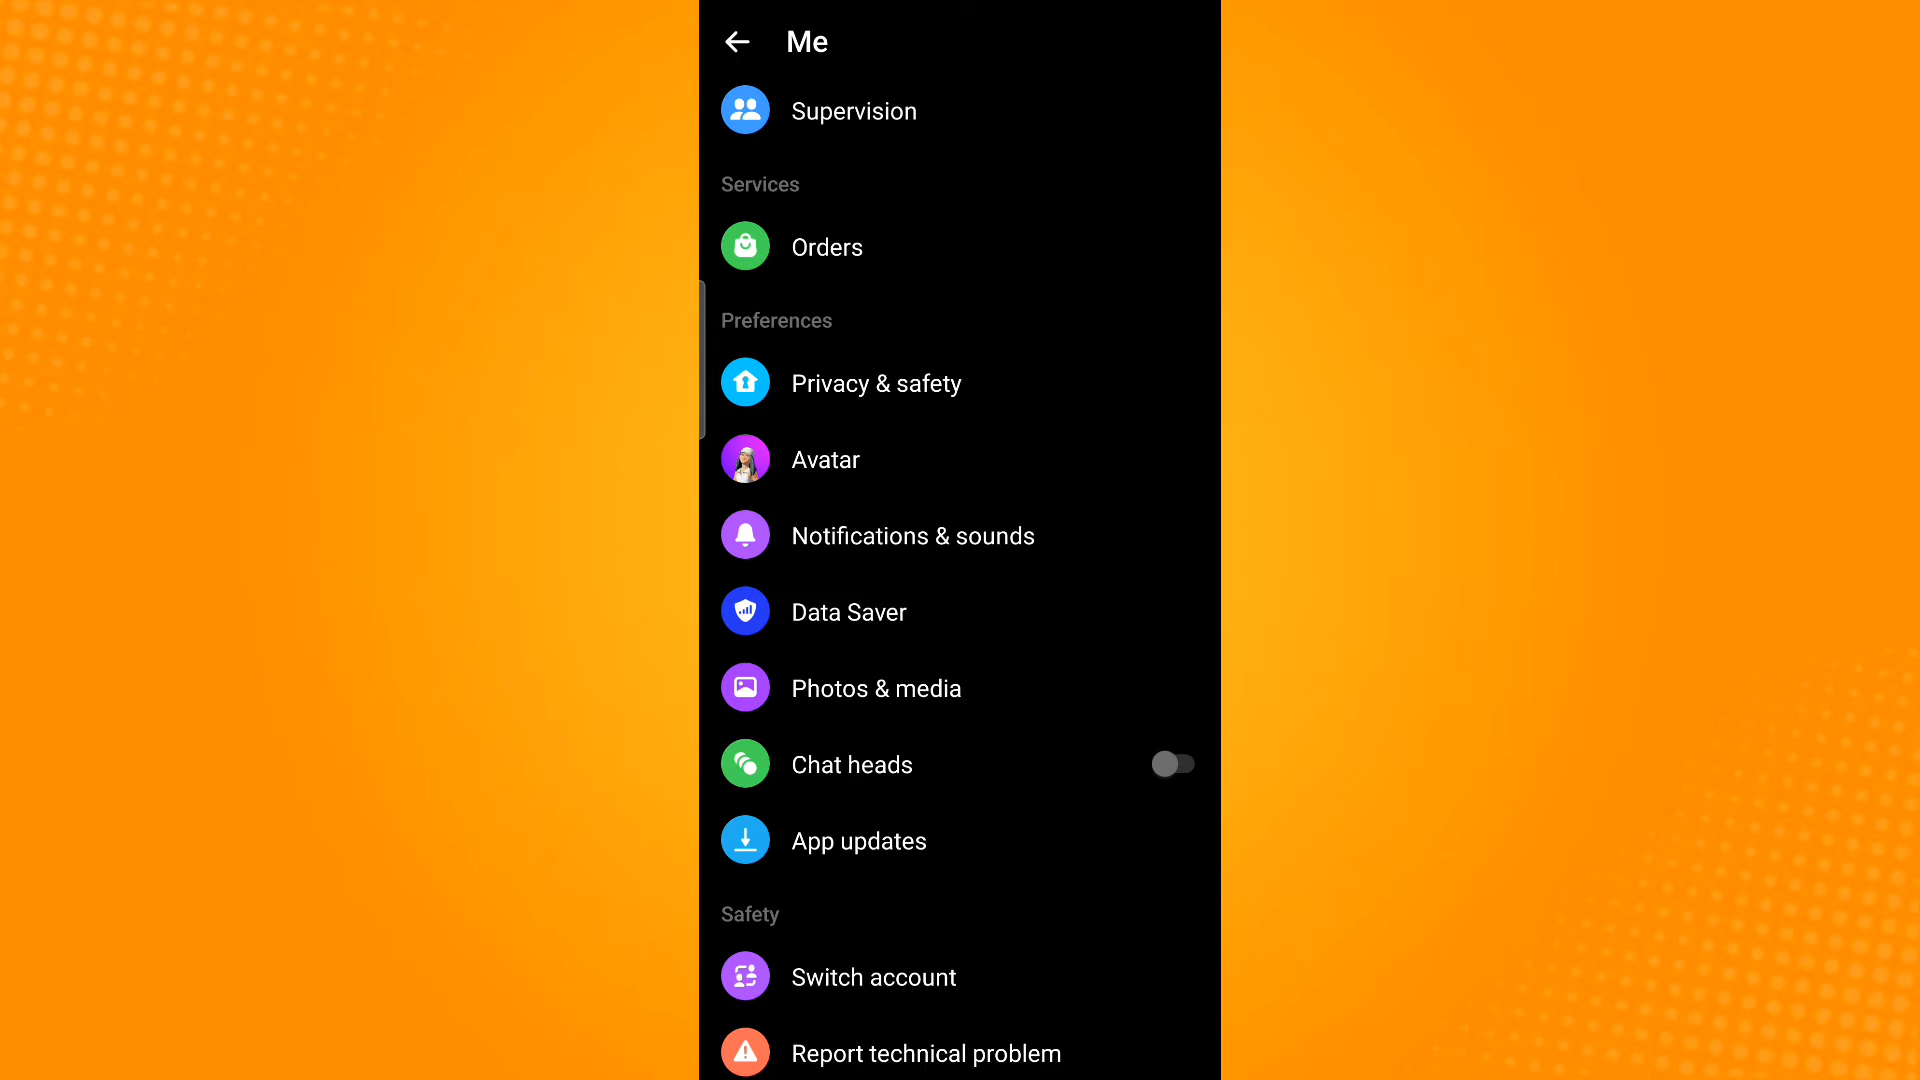 Me
Supervision
Services
Orders
Preferences
Privacy & safety
Avatar
Notifications & sounds
Data Saver
Photos & media
Chat heads
App updates
Safety
Switch account
Report technical problem